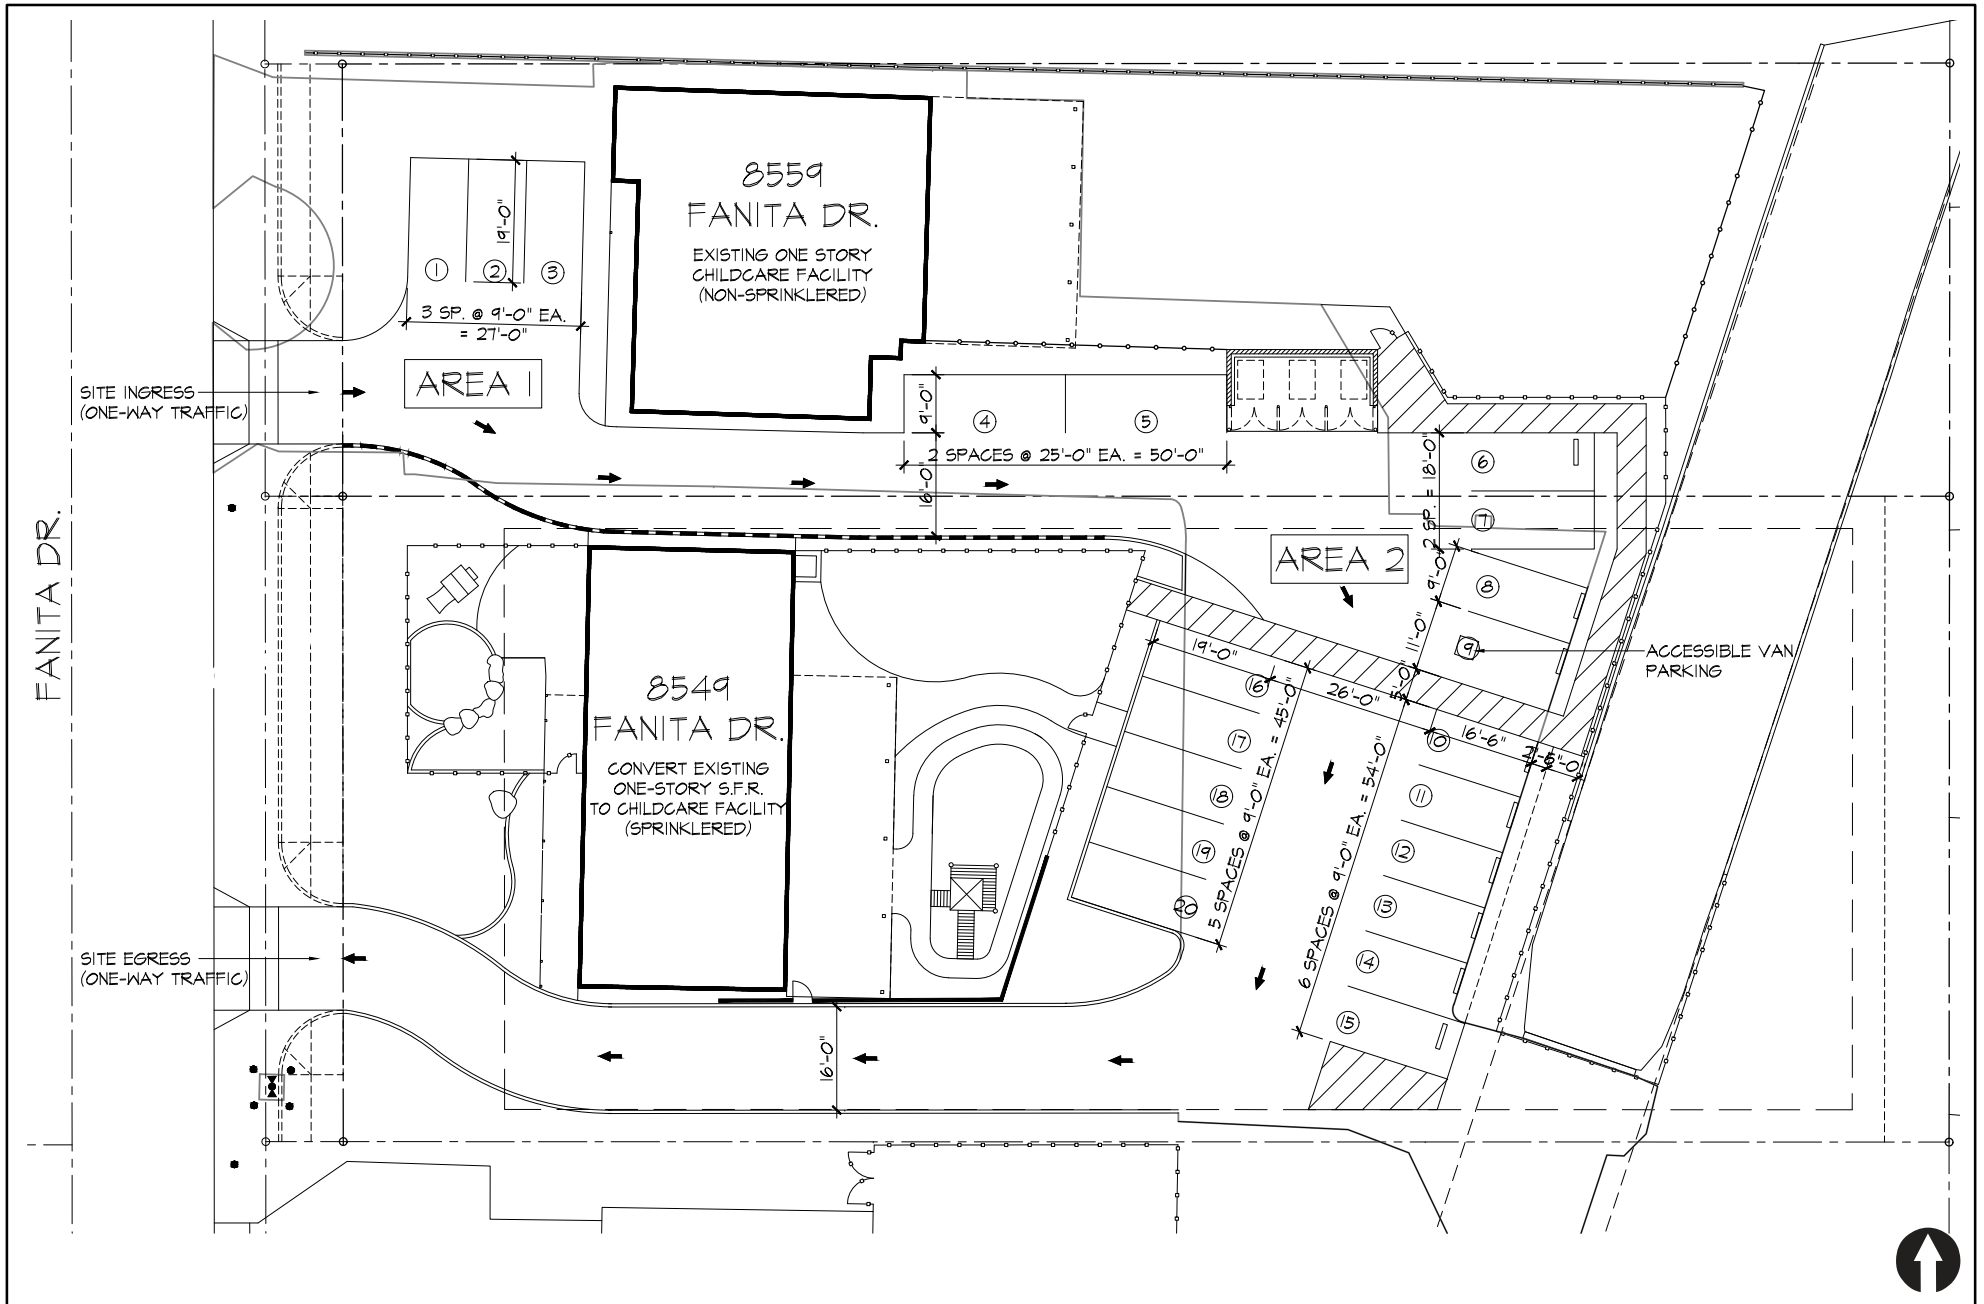 8559
FANITA DR.
EXISTING ONE STORY
CHILDCARE FACILITY
(NON-SPRINKLERED)
19'-0"
1
2
3
3 SP. @ 9'-0" EA.
= 27'-0"
AREA 1
SITE INGRESS
(ONE-WAY TRAFFIC)
9'-0"
4
5
2 SPACES @ 25'-0" EA. = 50'-0"
16'-0"
2 SP. = 18'-0"
6
7
AREA 2
FANITA DR.
9'-0"
8
11'-0"
9
ACCESSIBLE VAN
PARKING
5'-0"
19'-0"
26'-0"
16'-6"
5'-0"
8549
FANITA DR.
CONVERT EXISTING
ONE-STORY S.F.R.
TO CHILDCARE FACILITY
(SPRINKLERED)
16
17
18
19
20
5 SPACES @ 9'-0" EA. = 45'-0"
10
11
12
13
14
15
6 SPACES @ 9'-0" EA. = 54'-0"
SITE EGRESS
(ONE-WAY TRAFFIC)
16'-0"